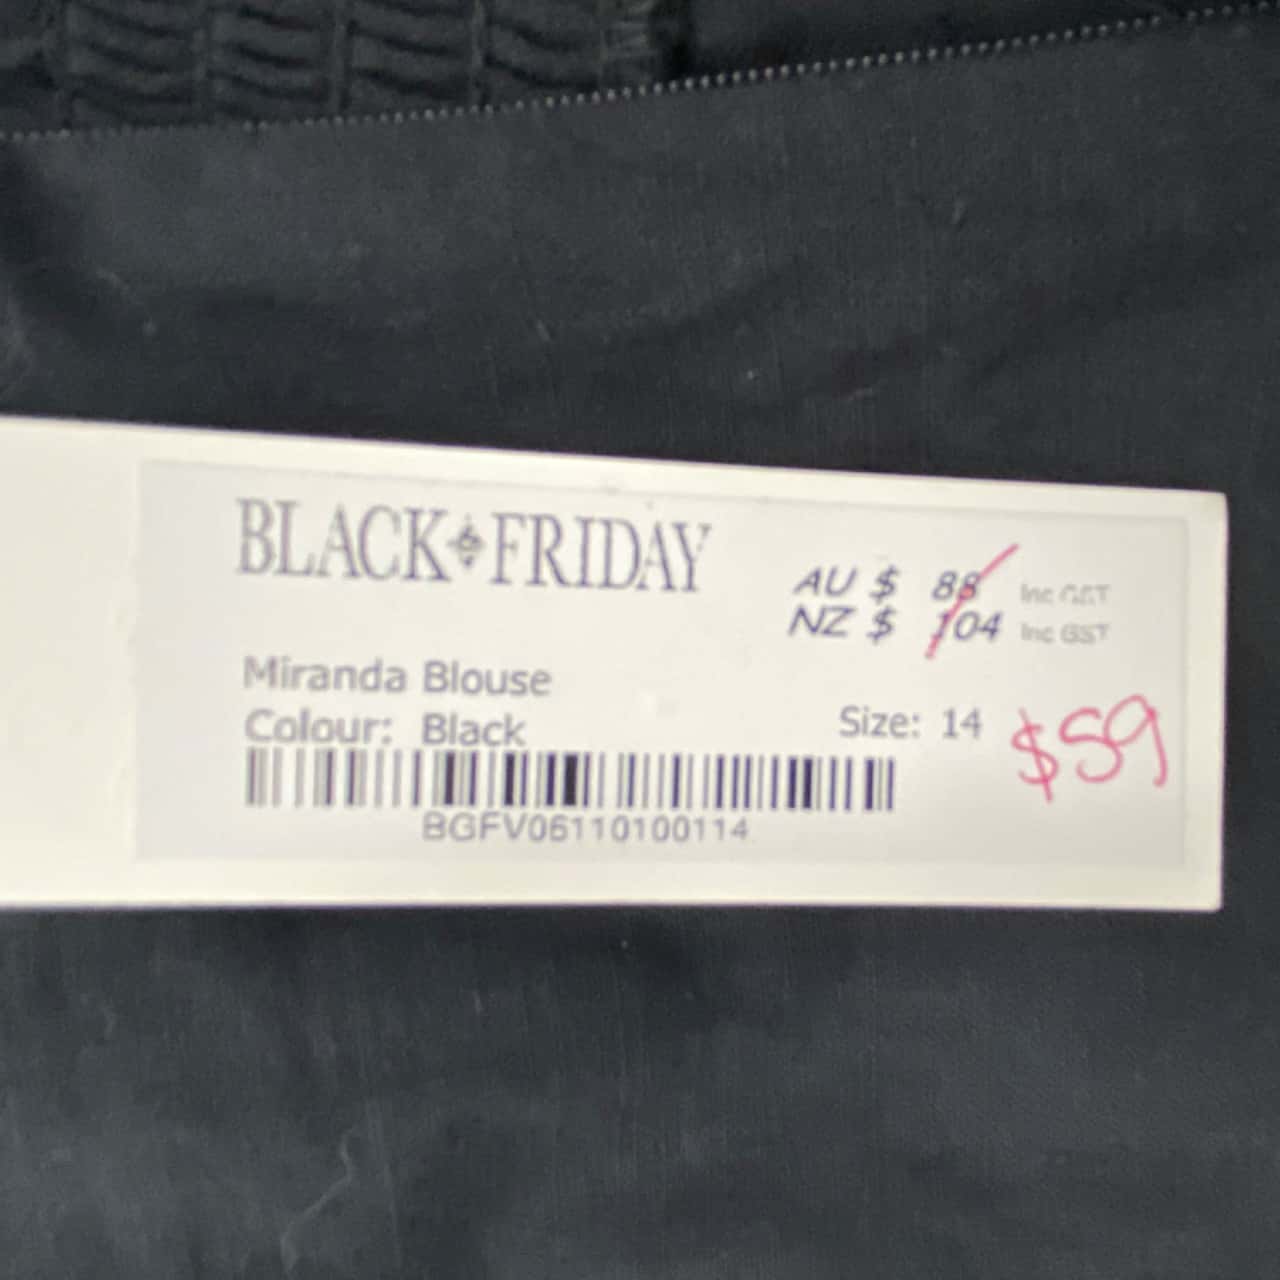 BLACK FRIDAY
AU $ 88 Inc GST
NZ $ 104 Inc GST
Miranda Blouse
Colour: Black
Size: 14
$59
BGFV06110100114